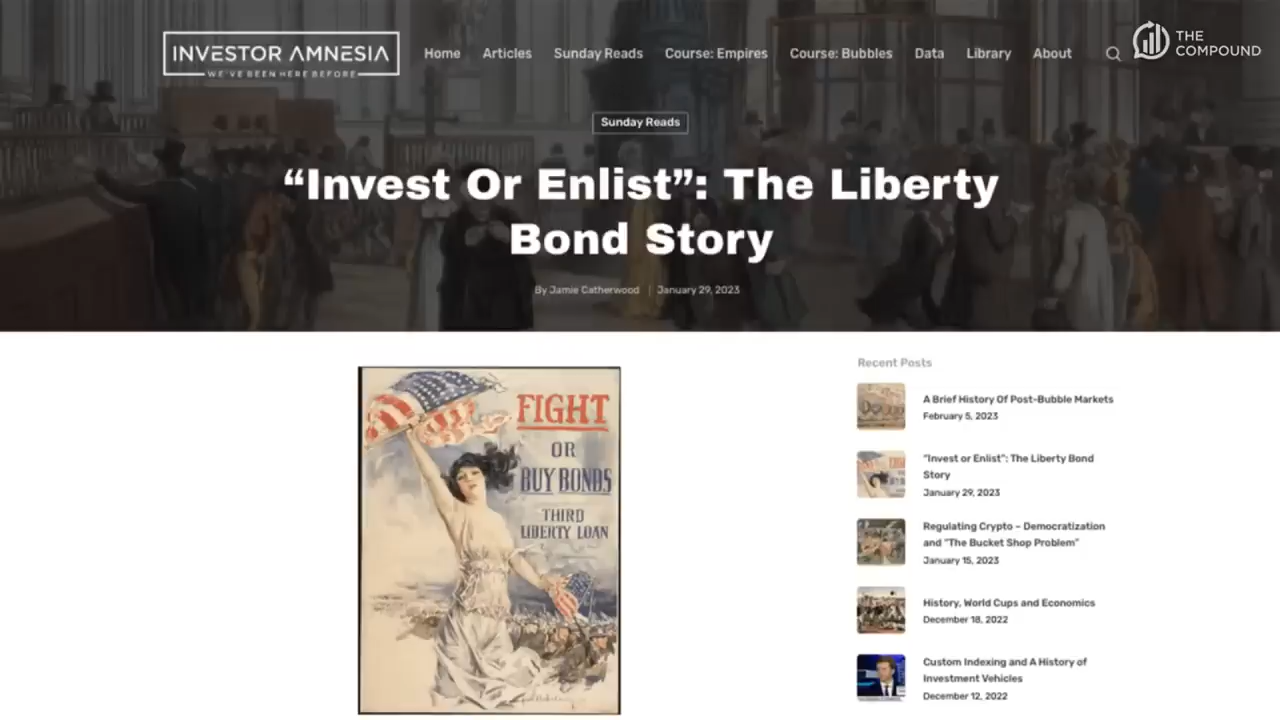 INVESTOR AMNESIA
WE'VE BEEN HERE BEFORE
Home Articles Sunday Reads Course: Empires Course: Bubbles Data Library About
THE
COMPOUND
Sunday Reads
“Invest Or Enlist”: The Liberty
Bond Story
By Jamie Catherwood | January 29, 2023
FIGHT
OR
BUY BONDS
THIRD
LIBERTY LOAN
Recent Posts
A Brief History Of Post-Bubble Markets
February 5, 2023
“Invest or Enlist”: The Liberty Bond
Story
January 29, 2023
Regulating Crypto – Democratization
and “The Bucket Shop Problem”
January 15, 2023
History, World Cups and Economics
December 18, 2022
Custom Indexing and A History of
Investment Vehicles
December 12, 2022